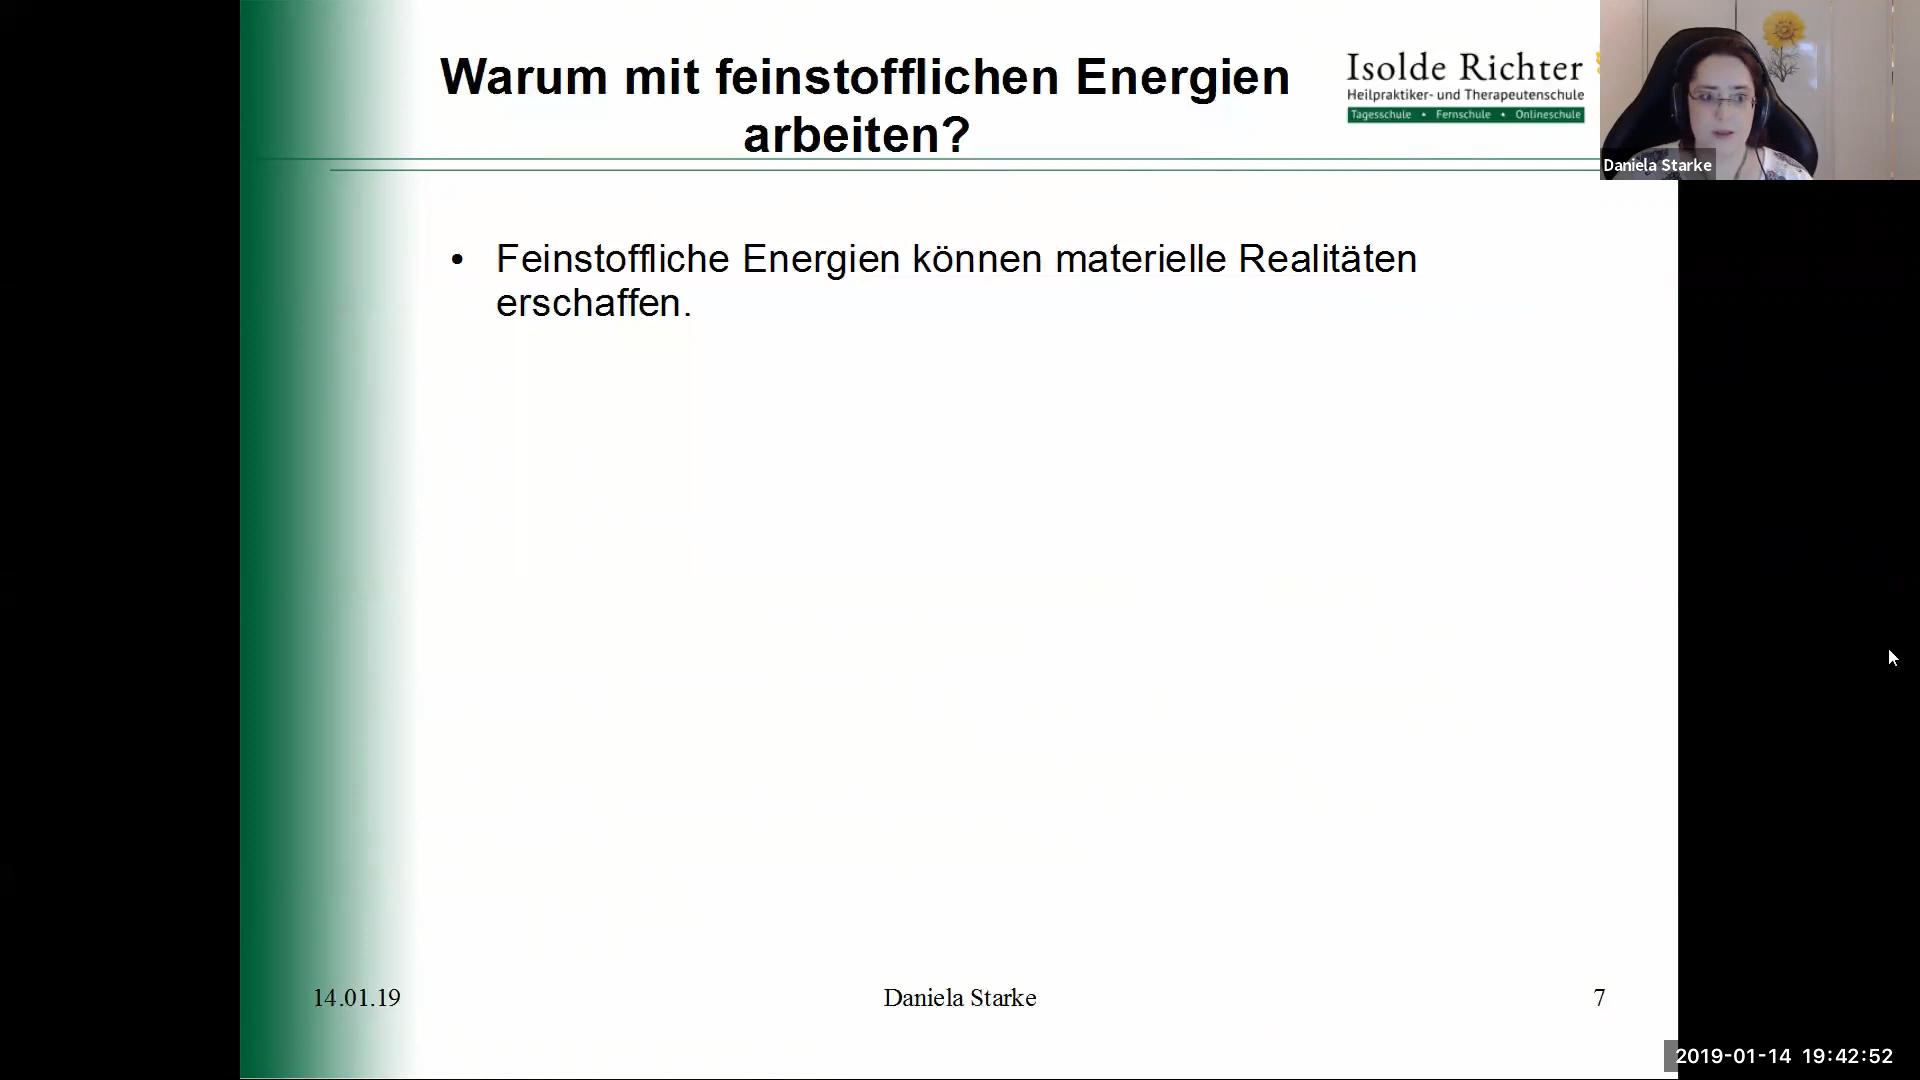 Warum mit feinstofflichen Energien
arbeiten?
Isolde Richter
Heilpraktiker- und Therapeutenschule
Tagesschule • Fernschule • Onlineschule
Daniela Starke
• Feinstoffliche Energien können materielle Realitäten
erschaffen.
14.01.19
Daniela Starke
7
2019-01-14 19:42:52